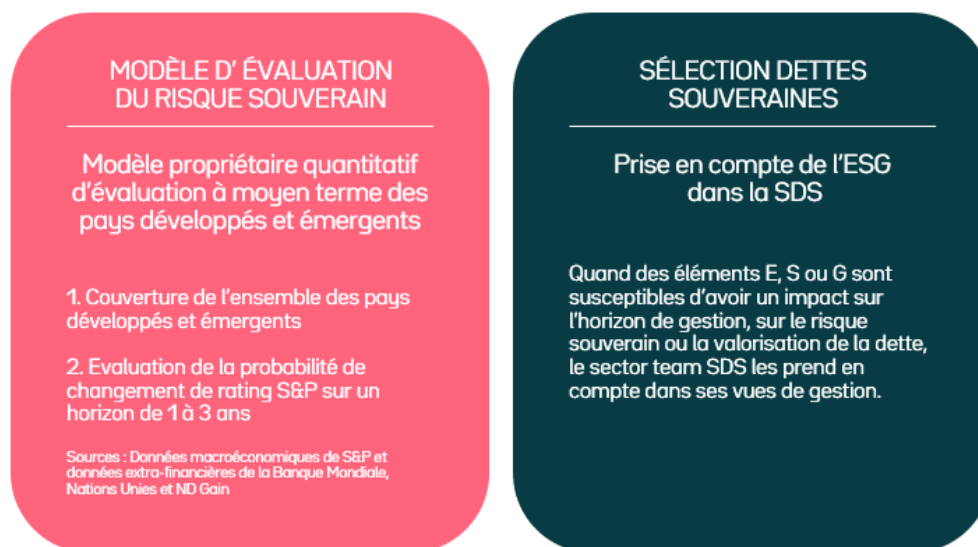 MODÈLE D' ÉVALUATION
DU RISQUE SOUVERAIN
Modèle propriétaire quantitatif
d'évaluation à moyen terme des
pays développés et émergents
1. Couverture de l'ensemble des pays
développés et émergents
2. Evaluation de la probabilité de
changement de rating S&P sur un
horizon de 1 à 3 ans
Sources : Données macroéconomiques de S&P et
données extra-financières de la Banque Mondiale,
Nations Unies et ND Gain
SÉLECTION DETTES
SOUVERAINES
Prise en compte de l'ESG
dans la SDS
Quand des éléments E, S ou G sont
susceptibles d'avoir un impact sur
l'horizon de gestion, sur le risque
souverain ou la valorisation de la dette,
le sector team SDS les prend en
compte dans ses vues de gestion.